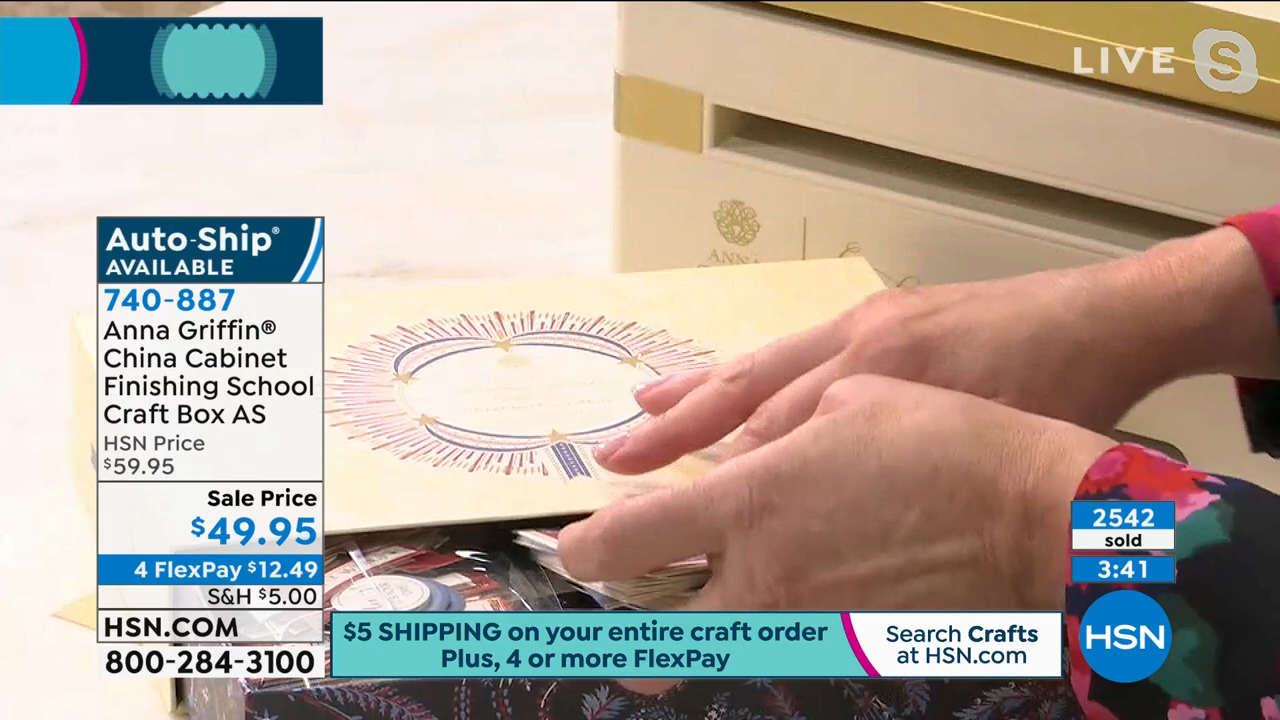 LIVE S
Auto-Ship®
AVAILABLE
740-887
Anna Griffin®
China Cabinet
Finishing School
Craft Box AS
HSN Price
$59.95
Sale Price
$49.95
4 FlexPay $12.49
S&H $5.00
HSN.COM
800-284-3100
ANNA
2542
sold
3:41
$5 SHIPPING on your entire craft order
Plus, 4 or more FlexPay
Search Crafts
at HSN.com
HSN